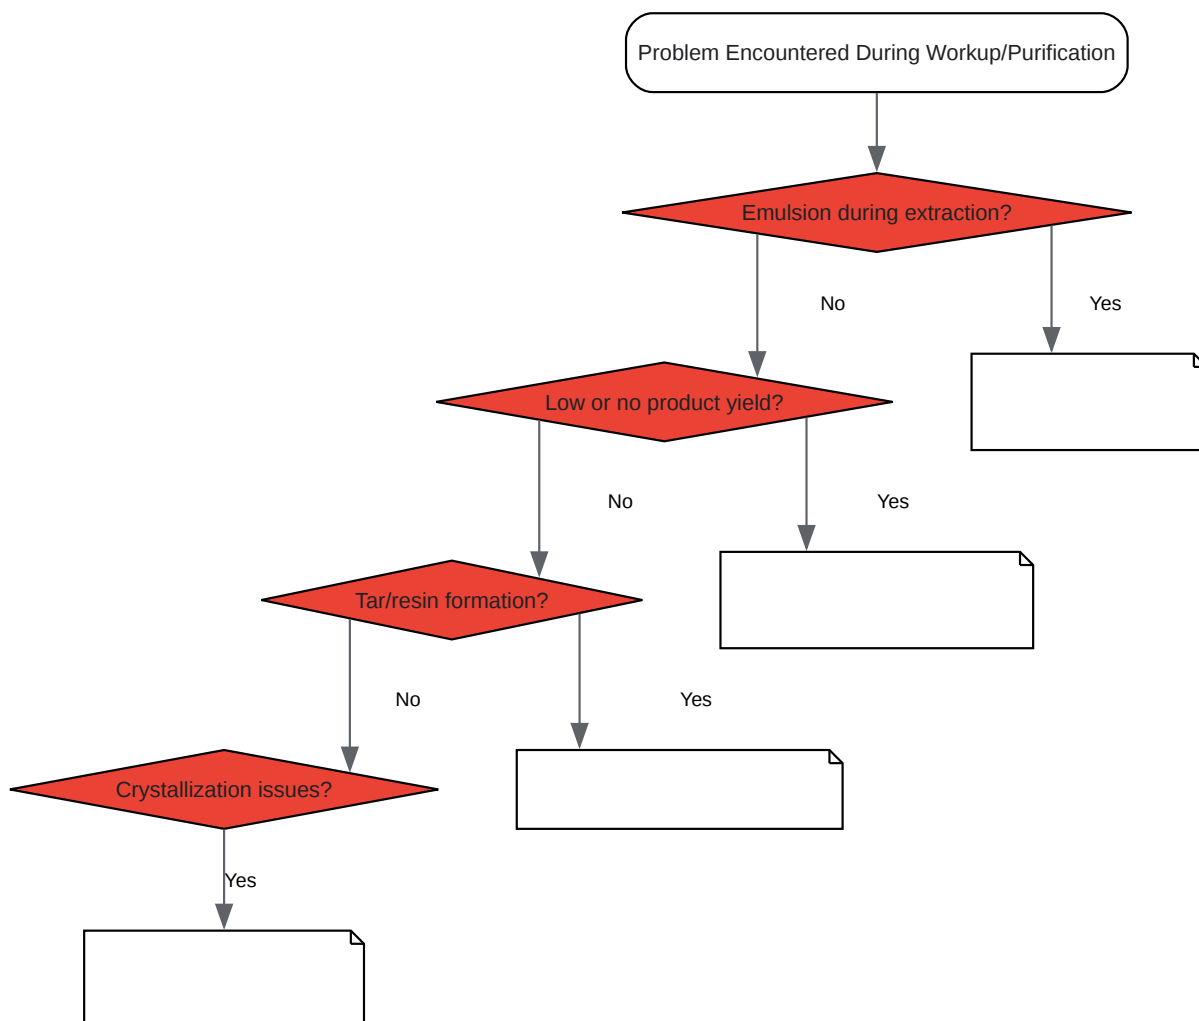 Problem Encountered During Workup/Purification
Emulsion during extraction?
No
Yes
Low or no product yield?
No
Yes
Tar/resin formation?
No
Yes
Crystallization issues?
Yes